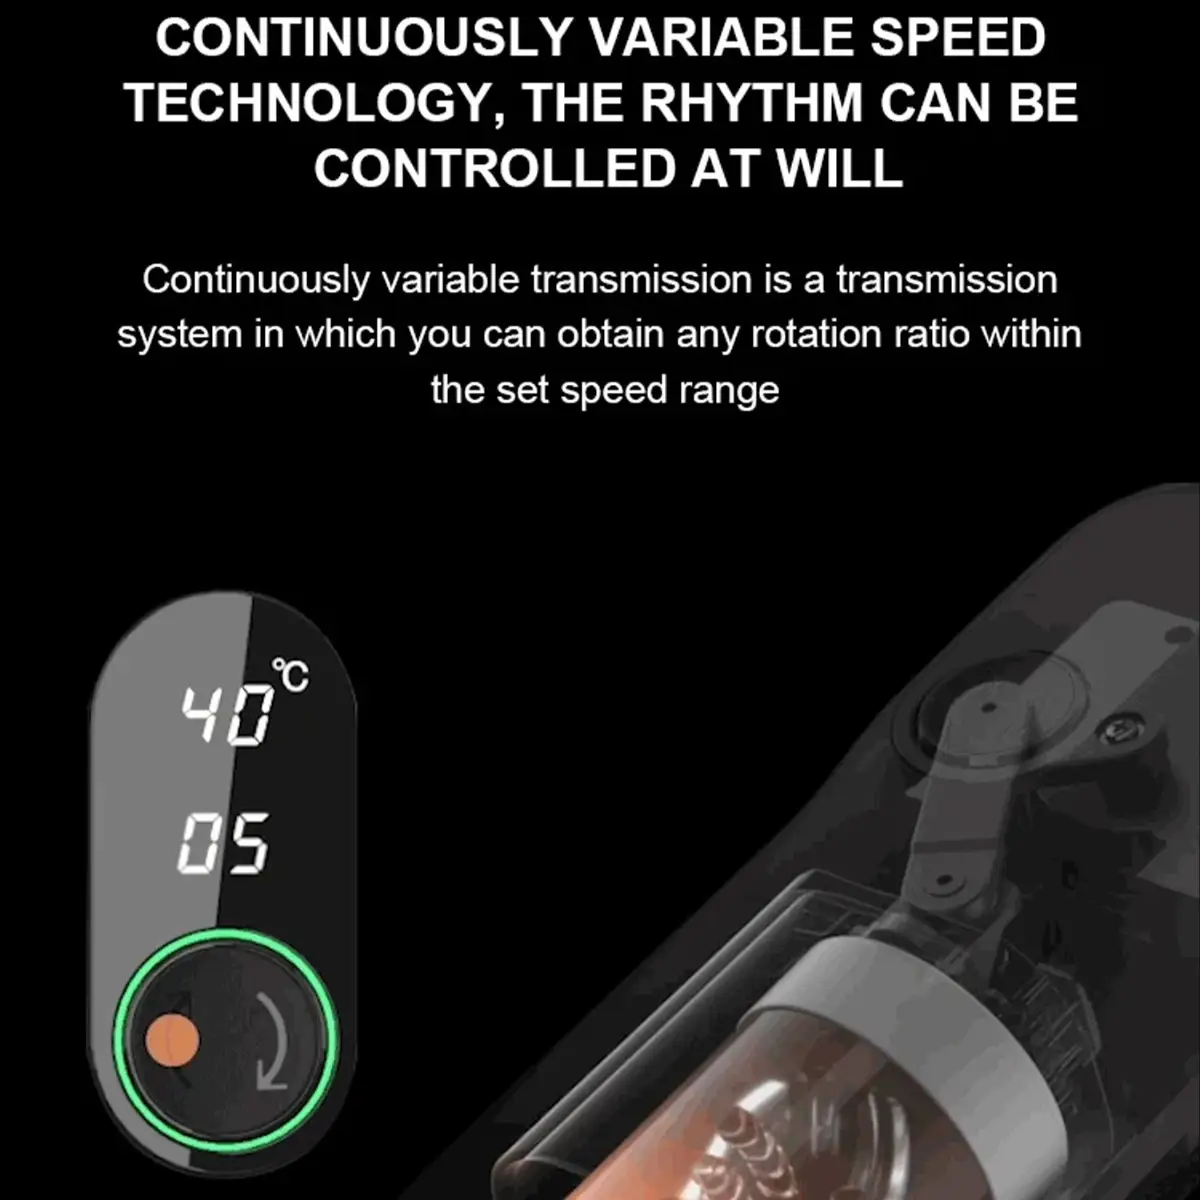 CONTINUOUSLY VARIABLE SPEED
TECHNOLOGY, THE RHYTHM CAN BE
CONTROLLED AT WILL
Continuously variable transmission is a transmission
system in which you can obtain any rotation ratio within
the set speed range
40°C
05